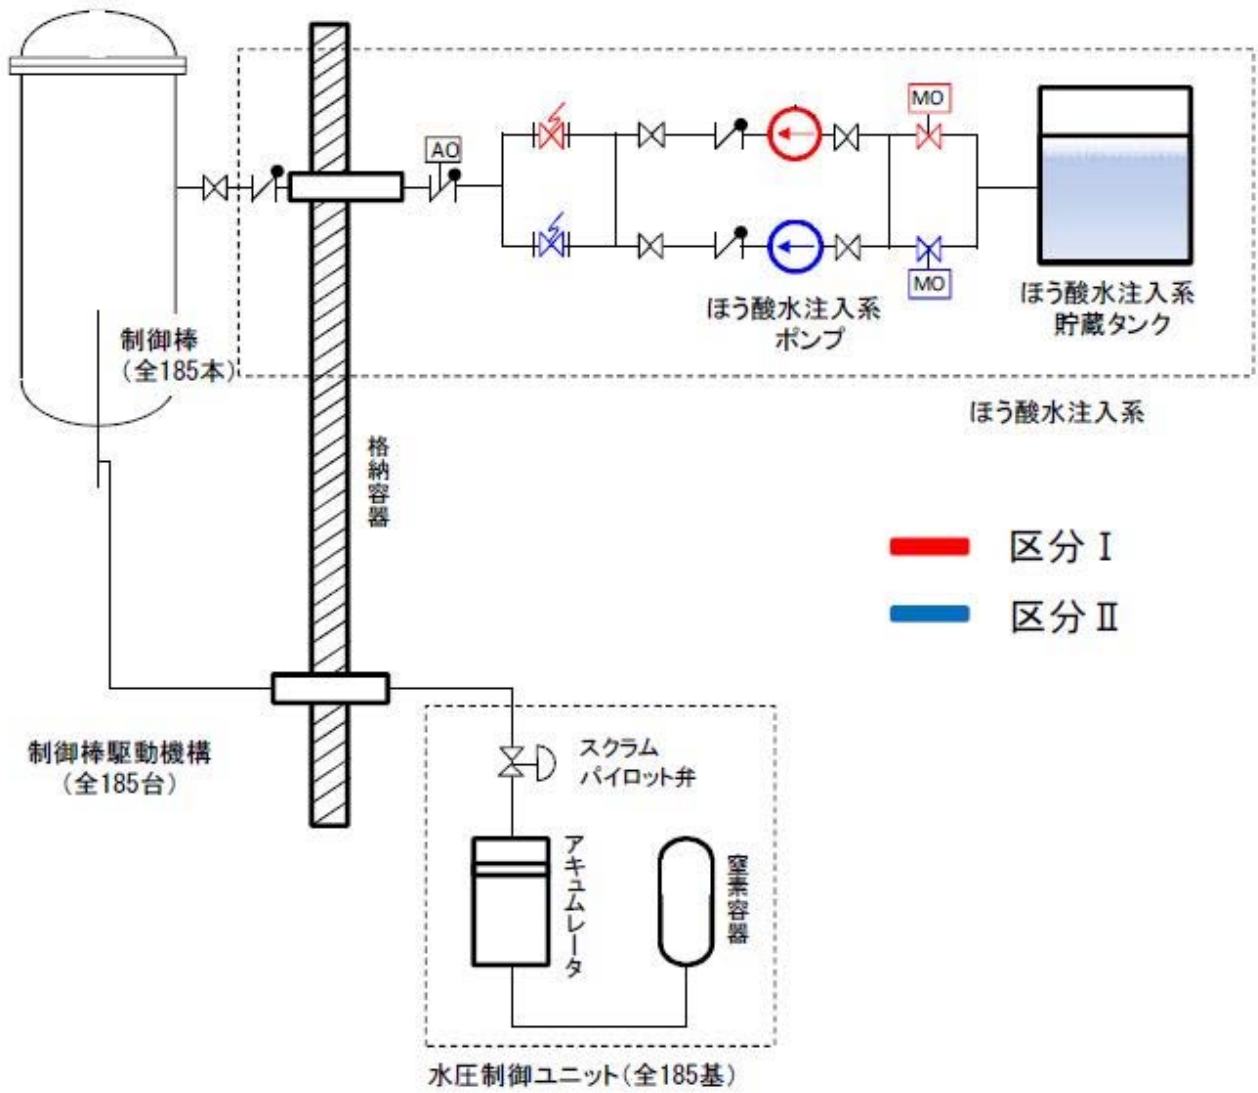 MO
AO
MO
ほう酸水注入系
ポンプ
ほう酸水注入系
貯蔵タンク
制御棒
(全185本)
ほう酸水注入系
格納容器
区分Ⅰ
区分Ⅱ
制御棒駆動機構
(全185台)
スクラム
パイロット弁
アキュムレータ
窒素容器
水圧制御ユニット(全185基)